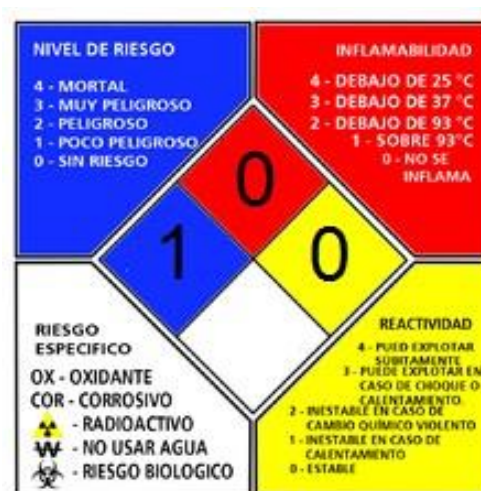 NIVEL DE RIESGO
4 - MORTAL
3 - MUY PELIGROSO
2 - PELIGROSO
1 - POCO PELIGROSO
0 - SIN RIESGO
INFLAMABILIDAD
4 - DEBAJO DE 25 °C
3 - DEBAJO DE 37 °C
2 - DEBAJO DE 93 °C
1 - SOBRE 93°C
0 - NO SE
INFLAMA
0
1
0
RIESGO
ESPECIFICO
OX - OXIDANTE
COR - CORROSIVO
- RADIOACTIVO
W - NO USAR AGUA
- RIESGO BIOLOGICO
REACTIVIDAD
4 - PUED EXPLOTAR
SÚBITAMENTE
3 - PUEDE EXPLOTAR EN
CASO DE CHOQUE O
CALENTAMIENTO.
2 - INESTABLE EN CASO DE
CAMBIO QUÍMICO VIOLENTO
1 - INESTABLE EN CASO DE
CALENTAMIENTO
0 - ESTABLE